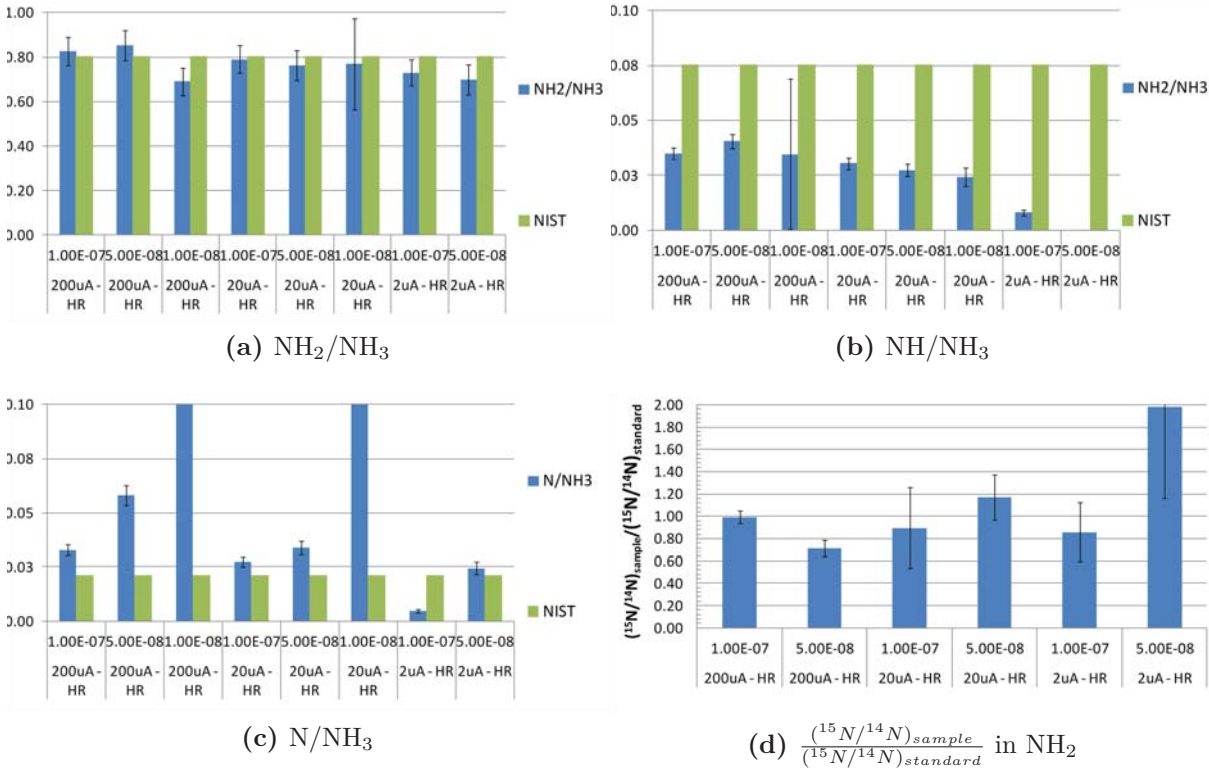 1.00
0.80
0.60
0.40
0.20
0.00
1.00E-07 5.00E-08 1.00E-08 1.00E-07 5.00E-08 1.00E-08 1.00E-07 5.00E-08
200uA - HR 200uA - HR 200uA - HR 20uA - HR 20uA - HR 20uA - HR 2uA - HR 2uA - HR
NH2/NH3
NIST
(a) NH₂/NH₃
0.10
0.08
0.05
0.03
0.00
1.00E-07 5.00E-08 1.00E-08 1.00E-07 5.00E-08 1.00E-08 1.00E-07 5.00E-08
200uA - HR 200uA - HR 200uA - HR 20uA - HR 20uA - HR 20uA - HR 2uA - HR 2uA - HR
NH2/NH3
NIST
(b) NH/NH₃
0.10
0.08
0.05
0.03
0.00
1.00E-07 5.00E-08 1.00E-08 1.00E-07 5.00E-08 1.00E-08 1.00E-07 5.00E-08
200uA - HR 200uA - HR 200uA - HR 20uA - HR 20uA - HR 20uA - HR 2uA - HR 2uA - HR
N/NH3
NIST
(c) N/NH₃
(¹⁵N/¹⁴N)sample/(¹⁵N/¹⁴N)standard
2.00
1.80
1.60
1.40
1.20
1.00
0.80
0.60
0.40
0.20
0.00
1.00E-07 5.00E-08 1.00E-07 5.00E-08 1.00E-07 5.00E-08
200uA - HR 200uA - HR 20uA - HR 20uA - HR 2uA - HR 2uA - HR
(d) (¹⁵N/¹⁴N)sample/(¹⁵N/¹⁴N)standard in NH₂